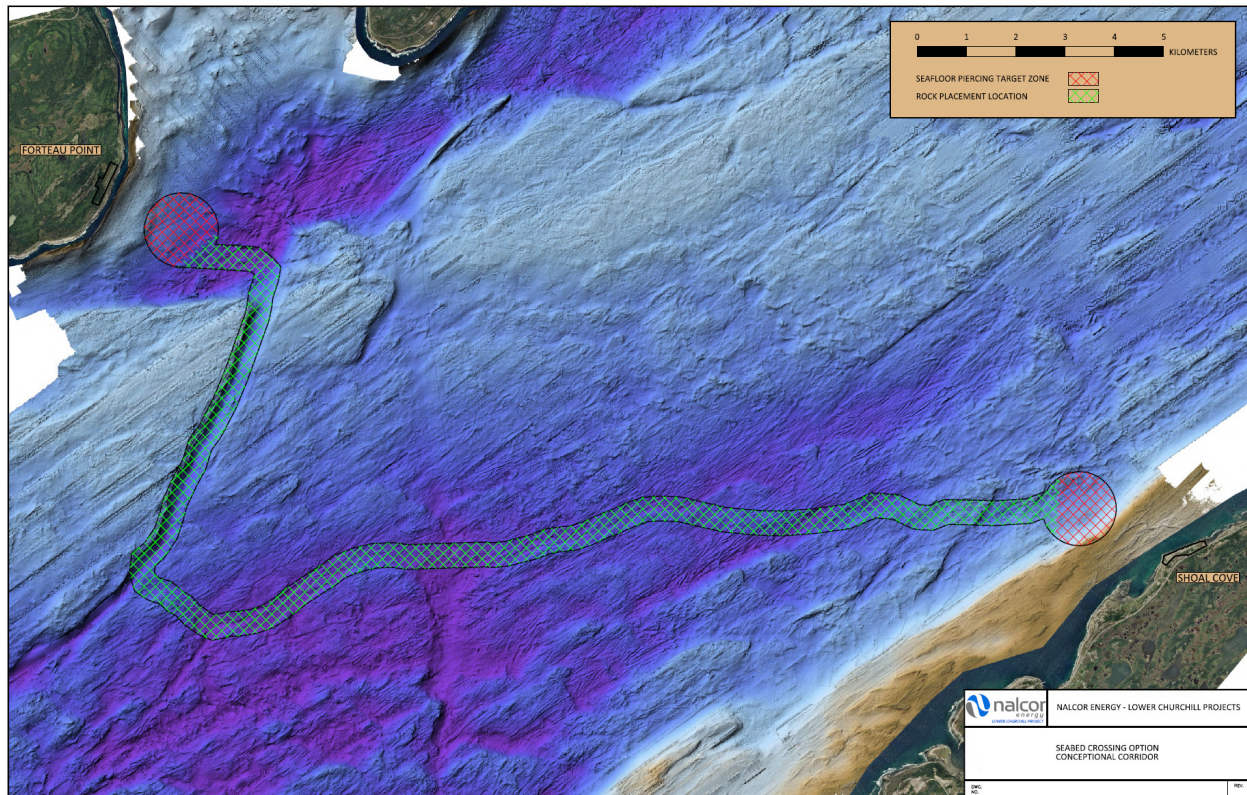 0 1 2 3 4 5
KILOMETERS
SEAFLOOR PIERCING TARGET ZONE
ROCK PLACEMENT LOCATION
FORTEAU POINT
SHOAL COVE
nalcor
energy
LOWER CHURCHILL PROJECT
NALCOR ENERGY - LOWER CHURCHILL PROJECTS
SEABED CROSSING OPTION
CONCEPTIONAL CORRIDOR
DWG.
NO.
REV.